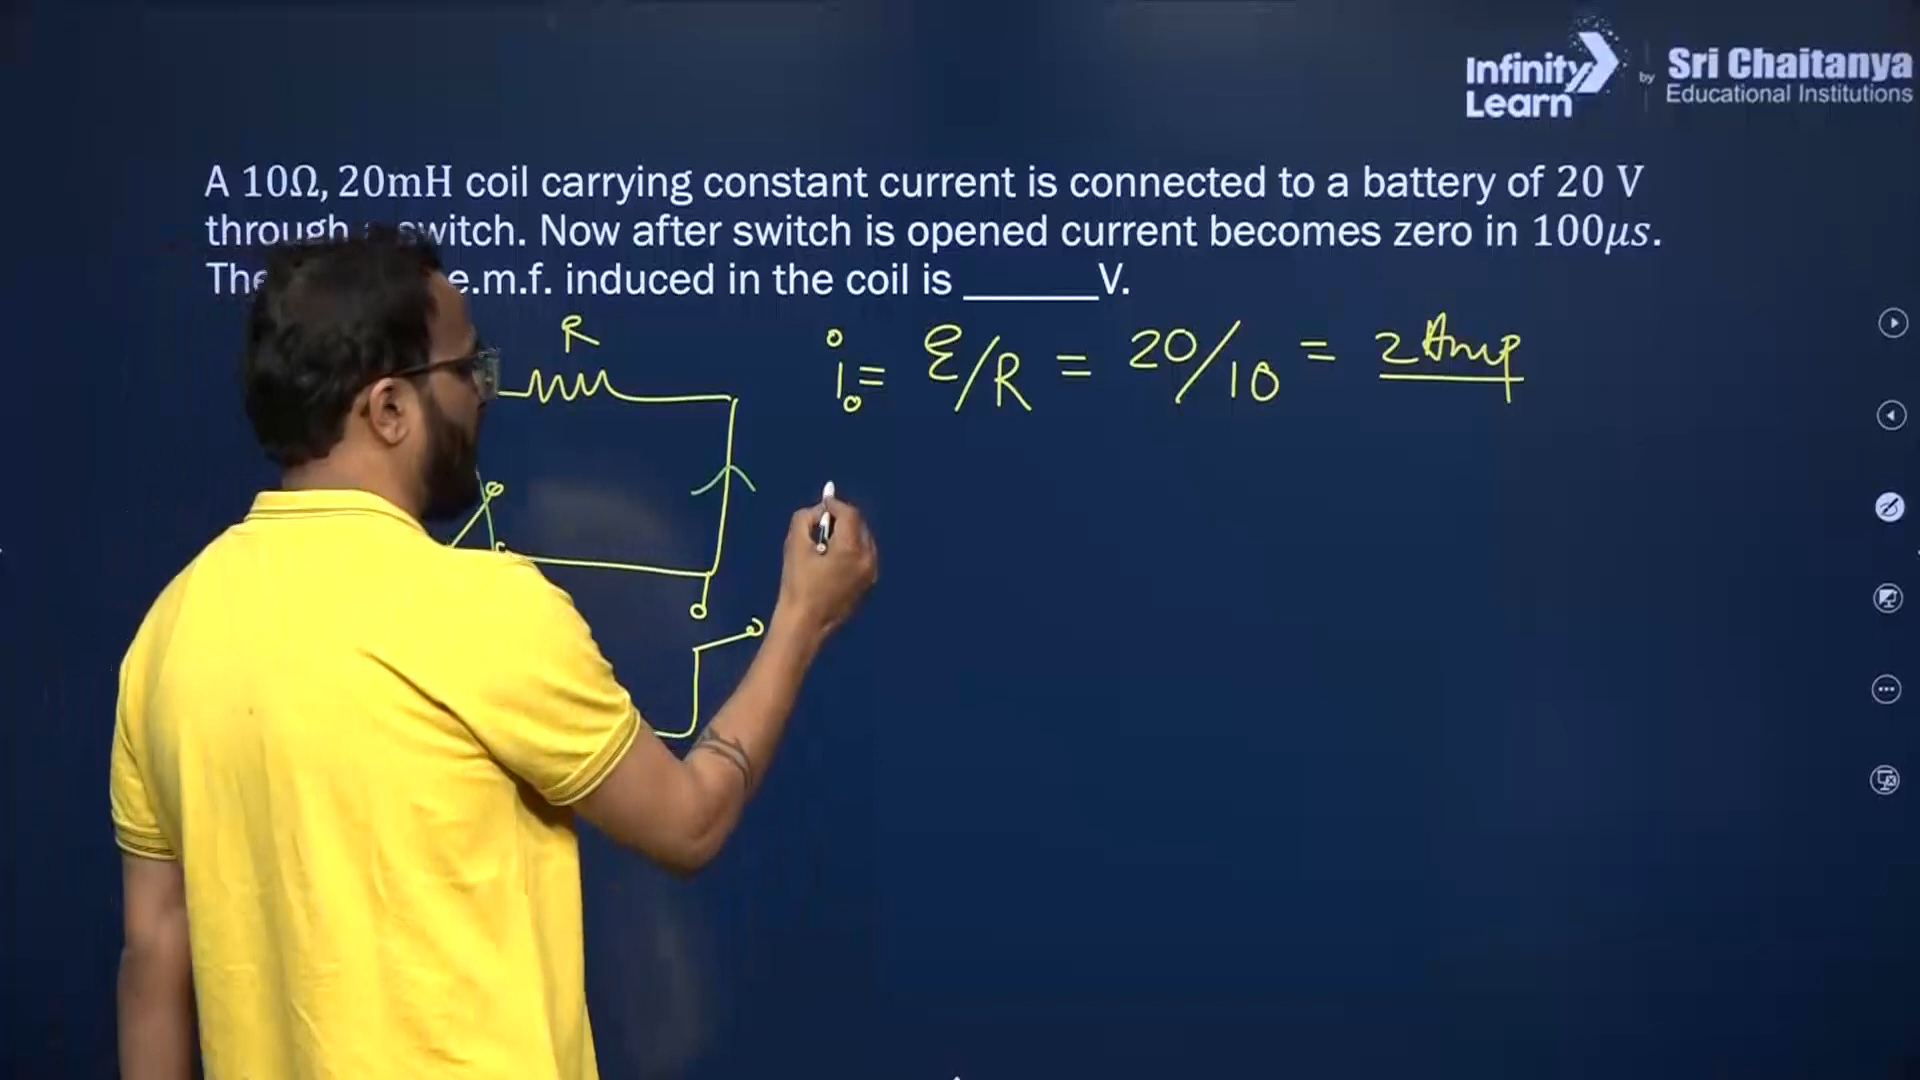 Infinity Learn by Sri Chaitanya Educational Institutions
A 10Ω, 20mH coil carrying constant current is connected to a battery of 20 V
through switch. Now after switch is opened current becomes zero in 100μs.
The e.m.f. induced in the coil is ______V.
R
i₀ = ℰ/R = 20/10 = 2 Amp